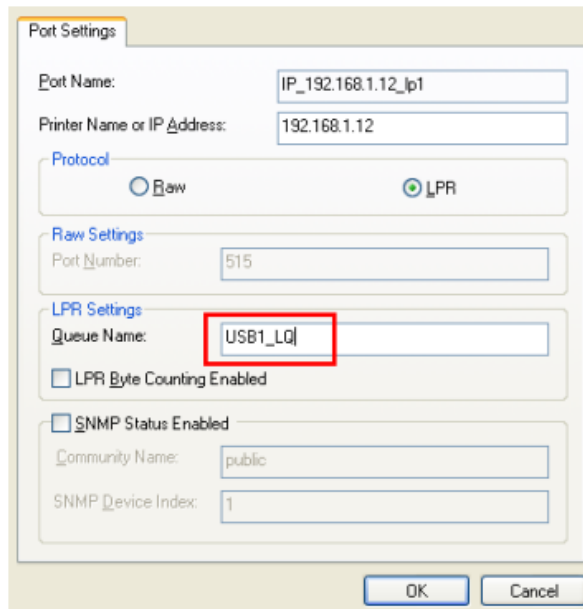 Port Settings
Port Name: IP_192.168.1.12_lp1
Printer Name or IP Address: 192.168.1.12
Protocol
Raw LPR
Raw Settings
Port Number: 515
LPR Settings
Queue Name: USB1_LQ
LPR Byte Counting Enabled
SNMP Status Enabled
Community Name: public
SNMP Device Index: 1
OK Cancel